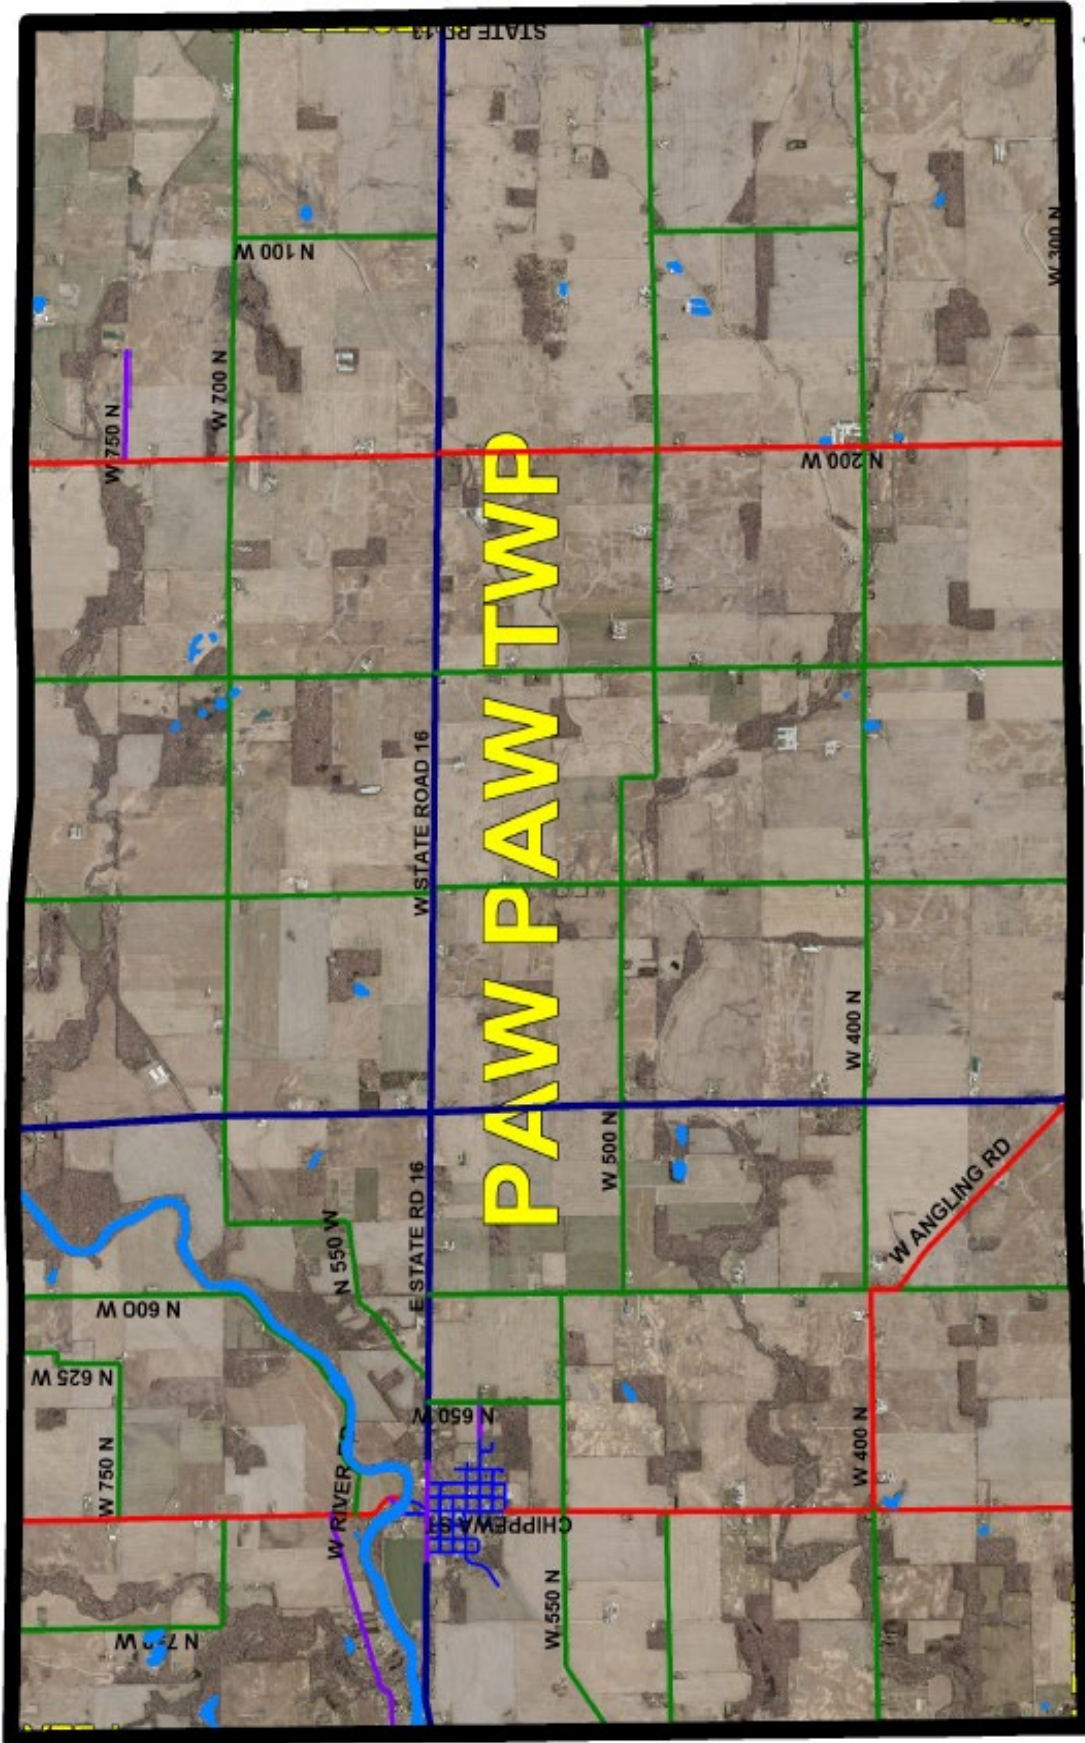 STATE RD 13
N 100 W
W 300 N
W 700 N
W 750 N
N 200 W
PAW PAW TWP
W STATE ROAD 16
W 400 N
W 500 N
E STATE RD 16
W ANGLING RD
N 550 W
N 600 W
N 625 W
N 650 W
W 750 N
W 400 N
W RIVER RD
CHIPPEWA ST
W 550 N